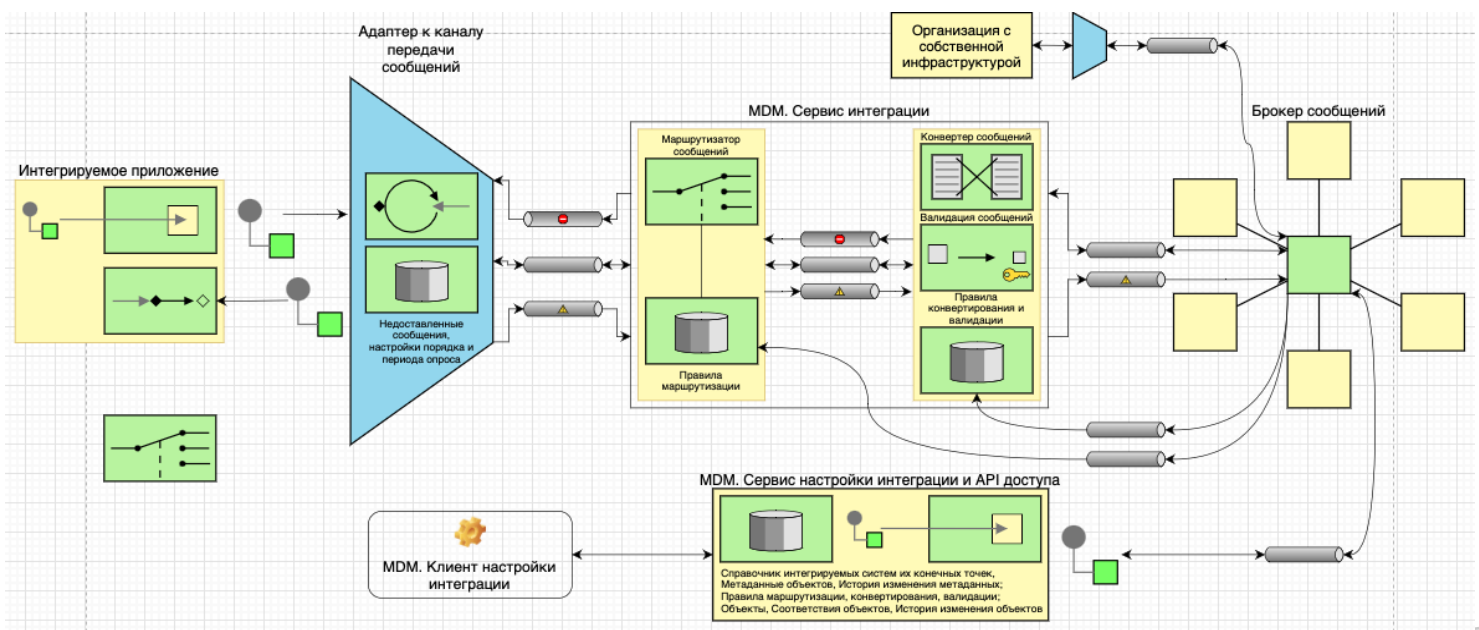 Адаптер к каналу
передачи
сообщений
Организация с
собственной
инфраструктурой
MDM. Сервис интеграции
Брокер сообщений
Интегрируемое приложение
Маршрутизатор
сообщений
Конвертер сообщений
Валидация сообщений
Правила
конвертирования и
валидации
Недоставленные
сообщения,
настройки порядка и
периода опроса
Правила
маршрутизации
MDM. Сервис настройки интеграции и API доступа
MDM. Клиент настройки
интеграции
Справочник интегрируемых систем их конечных точек,
Метаданные объектов, История изменения метаданных;
Правила маршрутизации, конвертирования, валидации;
Объекты, Соответствия объектов, История изменения объектов